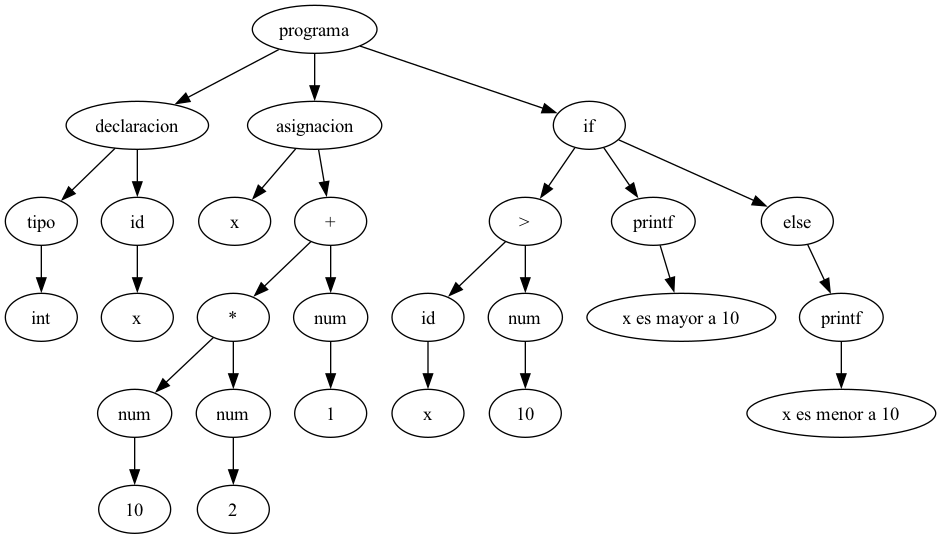 programa
declaracion
asignacion
if
tipo
id
x
+
>
printf
else
int
x
*
num
id
num
x es mayor a 10
printf
num
num
1
x
10
x es menor a 10
10
2